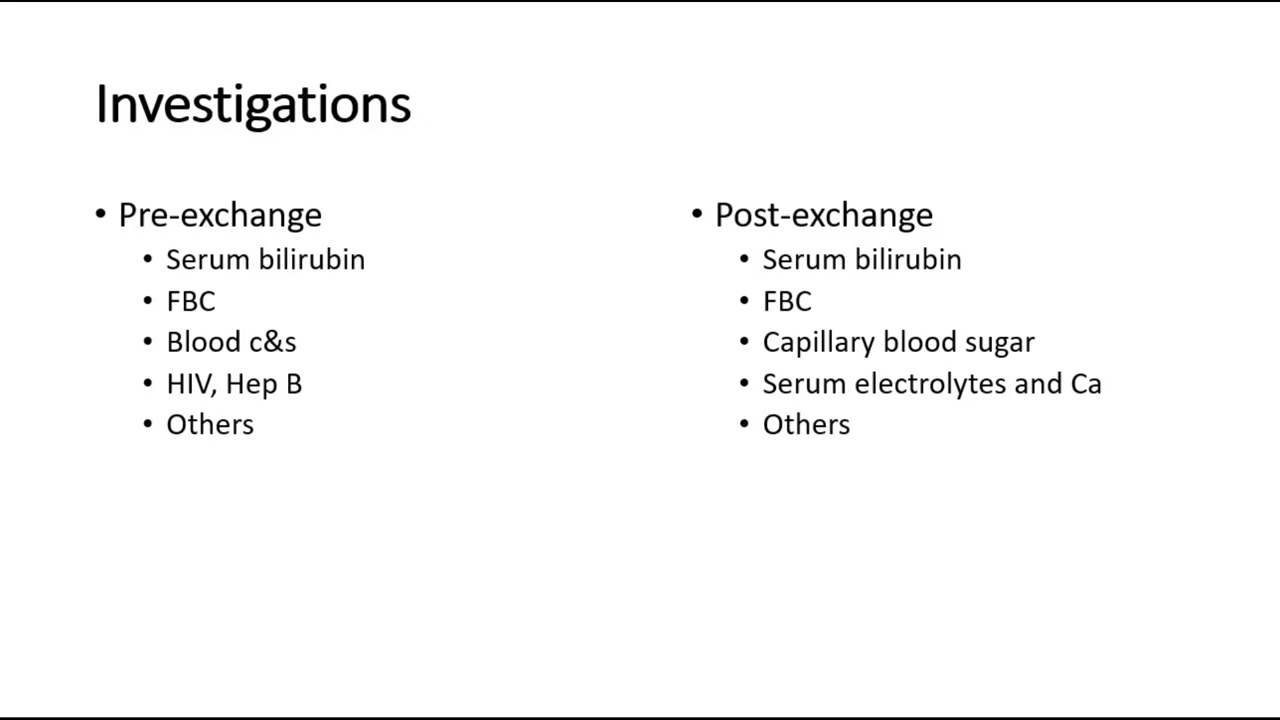 Investigations
• Pre-exchange
• Serum bilirubin
• FBC
• Blood c&s
• HIV, Hep B
• Others
• Post-exchange
• Serum bilirubin
• FBC
• Capillary blood sugar
• Serum electrolytes and Ca
• Others